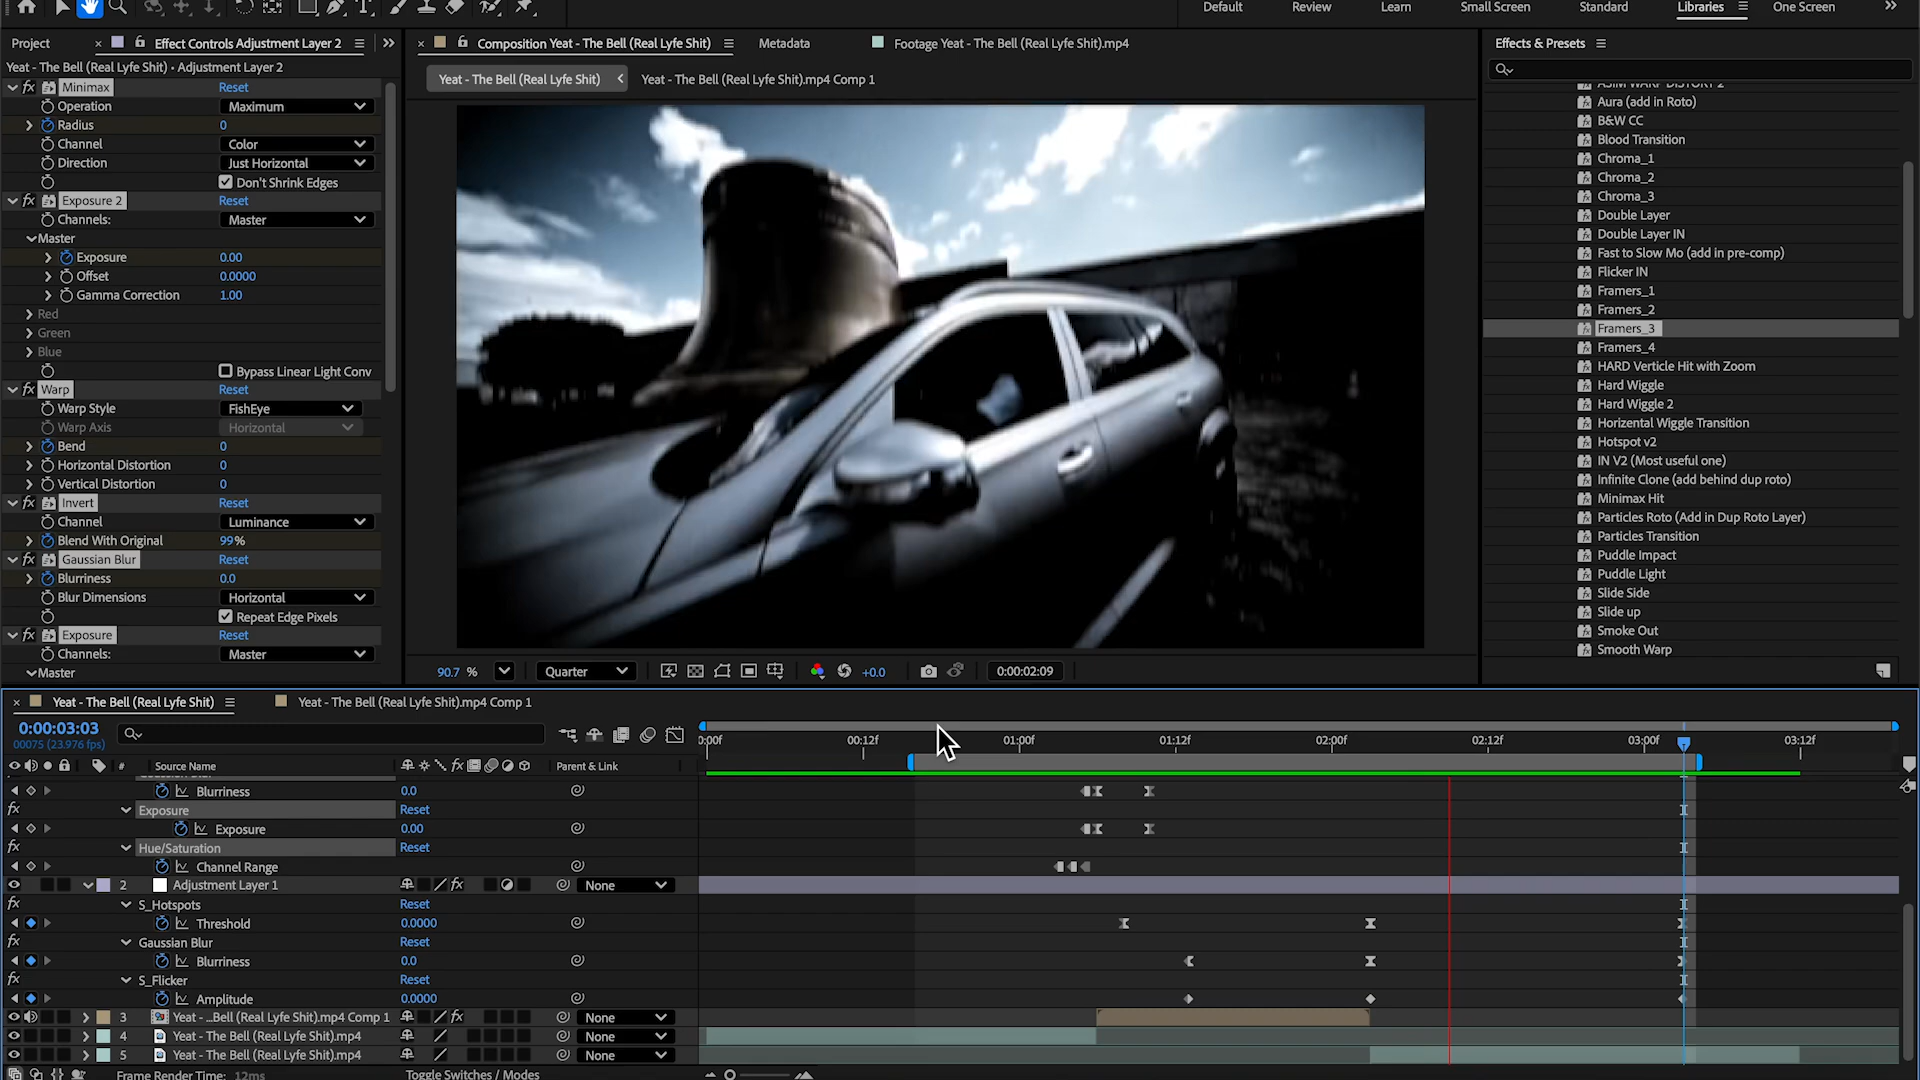 Default
Review
Learn
Small Screen
Standard
Libraries
One Screen
Project
Effect Controls Adjustment Layer 2
Composition Yeat - The Bell (Real Lyfe Shit)
Metadata
Footage Yeat - The Bell (Real Lyfe Shit).mp4
Effects & Presets
Yeat - The Bell (Real Lyfe Shit) • Adjustment Layer 2
Yeat - The Bell (Real Lyfe Shit)
Yeat - The Bell (Real Lyfe Shit).mp4 Comp 1
fx Minimax Reset
Operation Maximum
Radius 0
Channel Color
Direction Just Horizontal
Don't Shrink Edges
fx Exposure 2 Reset
Channels: Master
Master
Exposure 0.00
Offset 0.0000
Gamma Correction 1.00
Red
Green
Blue
Bypass Linear Light Conv
fx Warp Reset
Warp Style FishEye
Warp Axis Horizontal
Bend 0
Horizontal Distortion 0
Vertical Distortion 0
fx Invert Reset
Channel Luminance
Blend With Original 99%
fx Gaussian Blur Reset
Blurriness 0.0
Blur Dimensions Horizontal
Repeat Edge Pixels
fx Exposure Reset
Channels: Master
Master
Aura (add in Roto)
B&W CC
Blood Transition
Chroma_1
Chroma_2
Chroma_3
Double Layer
Double Layer IN
Fast to Slow Mo (add in pre-comp)
Flicker IN
Framers_1
Framers_2
Framers_3
Framers_4
HARD Verticle Hit with Zoom
Hard Wiggle
Hard Wiggle 2
Horizental Wiggle Transition
Hotspot v2
IN V2 (Most useful one)
Infinite Clone (add behind dup roto)
Minimax Hit
Particles Roto (Add in Dup Roto Layer)
Particles Transition
Puddle Impact
Puddle Light
Slide Side
Slide up
Smoke Out
Smooth Warp
90.7 %
Quarter
+0.0
0:00:02:09
Yeat - The Bell (Real Lyfe Shit)
Yeat - The Bell (Real Lyfe Shit).mp4 Comp 1
0:00:03:03
00075 (23.976 fps)
0:00f 00:12f 01:00f 01:12f 02:00f 02:12f 03:00f 03:12f
# Source Name fx Parent & Link
Blurriness 0.0
fx Exposure Reset
Exposure 0.00
fx Hue/Saturation Reset
Channel Range
2 Adjustment Layer 1 fx None
fx S_Hotspots Reset
Threshold 0.0000
fx Gaussian Blur Reset
Blurriness 0.0
fx S_Flicker Reset
Amplitude 0.0000
3 Yeat - ...Bell (Real Lyfe Shit).mp4 Comp 1 fx None
4 Yeat - The Bell (Real Lyfe Shit).mp4 None
5 Yeat - The Bell (Real Lyfe Shit).mp4 None
Frame Render Time: 12ms
Toggle Switches / Modes